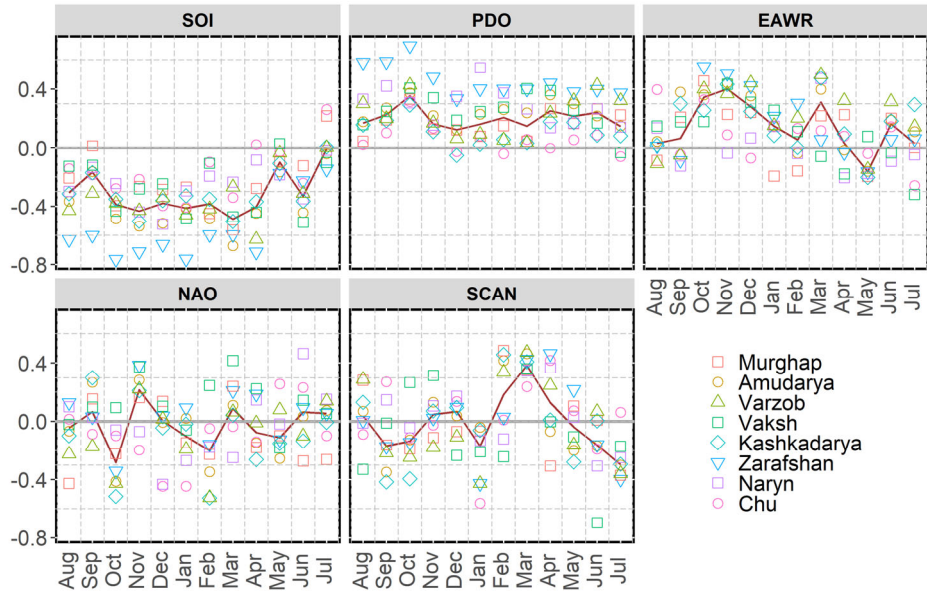 SOI
PDO
EAWR
0.4
0.0
-0.4
-0.8
Aug Sep Oct Nov Dec Jan Feb Mar Apr May Jun Jul
NAO
SCAN
0.4
0.0
-0.4
-0.8
Murghap
Amudarya
Varzob
Vaksh
Kashkadarya
Zarafshan
Naryn
Chu
Aug Sep Oct Nov Dec Jan Feb Mar Apr May Jun Jul
Aug Sep Oct Nov Dec Jan Feb Mar Apr May Jun Jul